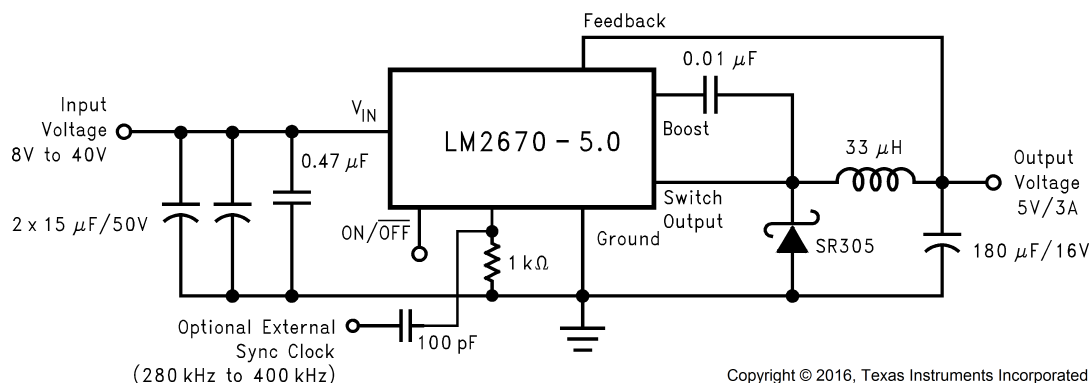 Feedback
0.01 μF
Input
Voltage
8V to 40V
VIN
LM2670 - 5.0
Boost
0.47 μF
33 μH
Output
Voltage
5V/3A
Switch
Output
2 x 15 μF/50V
ON/OFF
Ground
1 kΩ
SR305
180 μF/16V
Optional External
Sync Clock
(280 kHz to 400 kHz)
100 pF
Copyright © 2016, Texas Instruments Incorporated